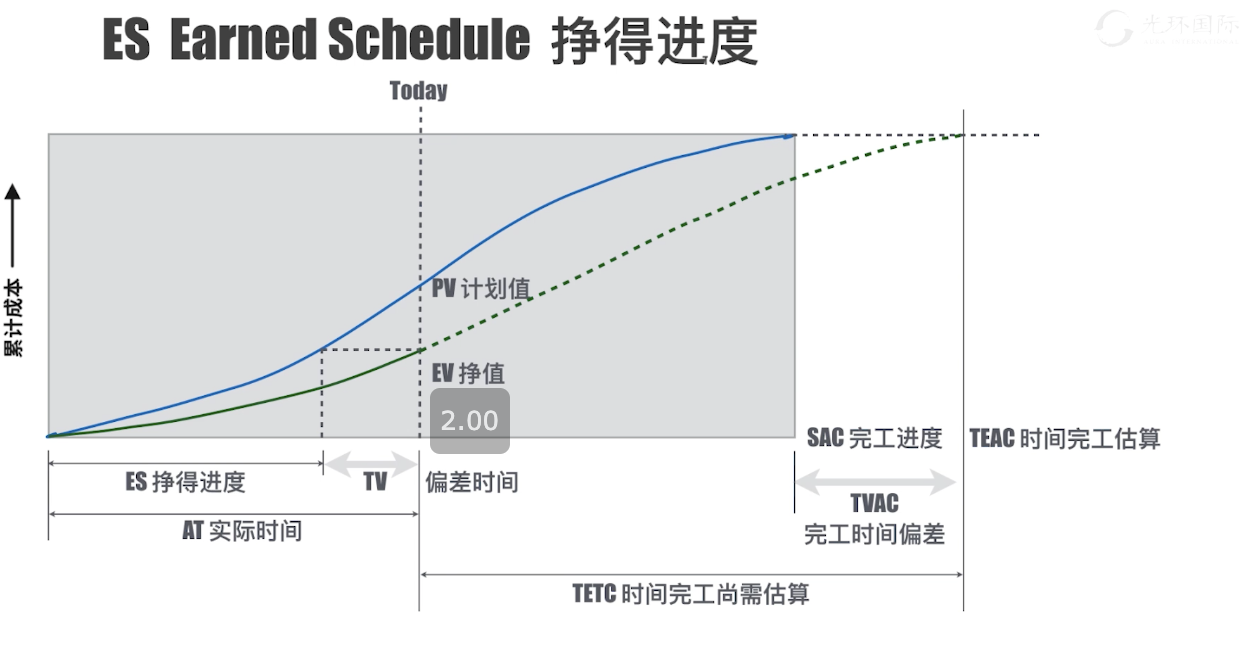 ES Earned Schedule 挣得进度
光环国际
Today
累计成本
PV 计划值
EV 挣值
2.00
SAC 完工进度
TEAC 时间完工估算
ES 挣得进度
TV
偏差时间
TVAC
完工时间偏差
AT 实际时间
TETC 时间完工尚需估算